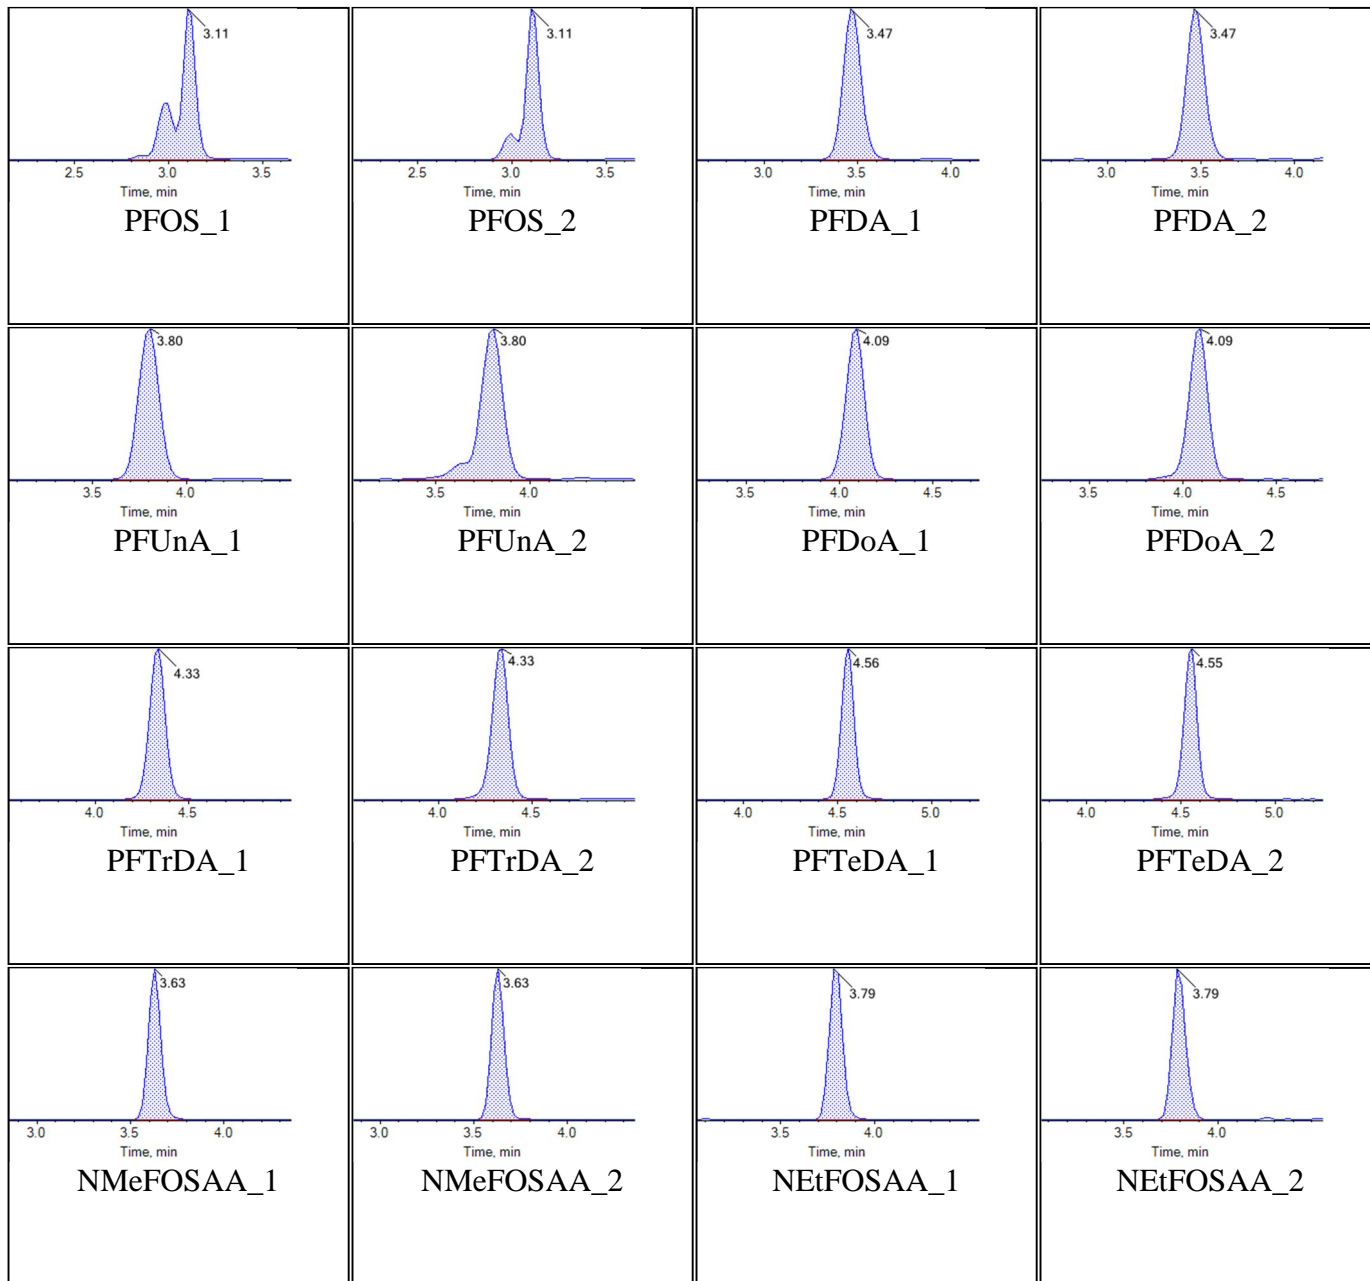 3.11
2.5 3.0 3.5
Time, min
PFOS_1
3.11
2.5 3.0 3.5
Time, min
PFOS_2
3.47
3.0 3.5 4.0
Time, min
PFDA_1
3.47
3.0 3.5 4.0
Time, min
PFDA_2
3.80
3.5 4.0
Time, min
PFUnA_1
3.80
3.5 4.0
Time, min
PFUnA_2
4.09
3.5 4.0 4.5
Time, min
PFDoA_1
4.09
3.5 4.0 4.5
Time, min
PFDoA_2
4.33
4.0 4.5
Time, min
PFTrDA_1
4.33
4.0 4.5
Time, min
PFTrDA_2
4.56
4.0 4.5 5.0
Time, min
PFTeDA_1
4.55
4.0 4.5 5.0
Time, min
PFTeDA_2
3.63
3.0 3.5 4.0
Time, min
NMeFOSAA_1
3.63
3.0 3.5 4.0
Time, min
NMeFOSAA_2
3.79
3.5 4.0
Time, min
NEtFOSAA_1
3.79
3.5 4.0
Time, min
NEtFOSAA_2